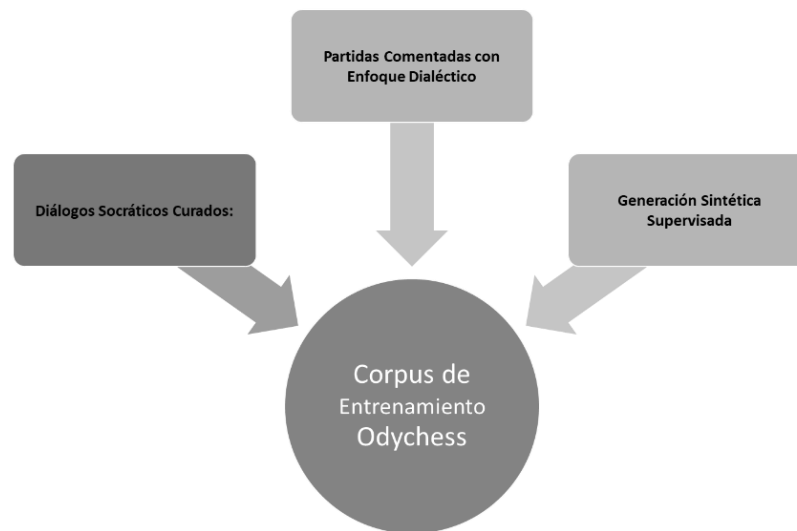 Partidas Comentadas con
Enfoque Dialéctico
Diálogos Socráticos Curados:
Generación Sintética
Supervisada
Corpus de
Entrenamiento
Odychess